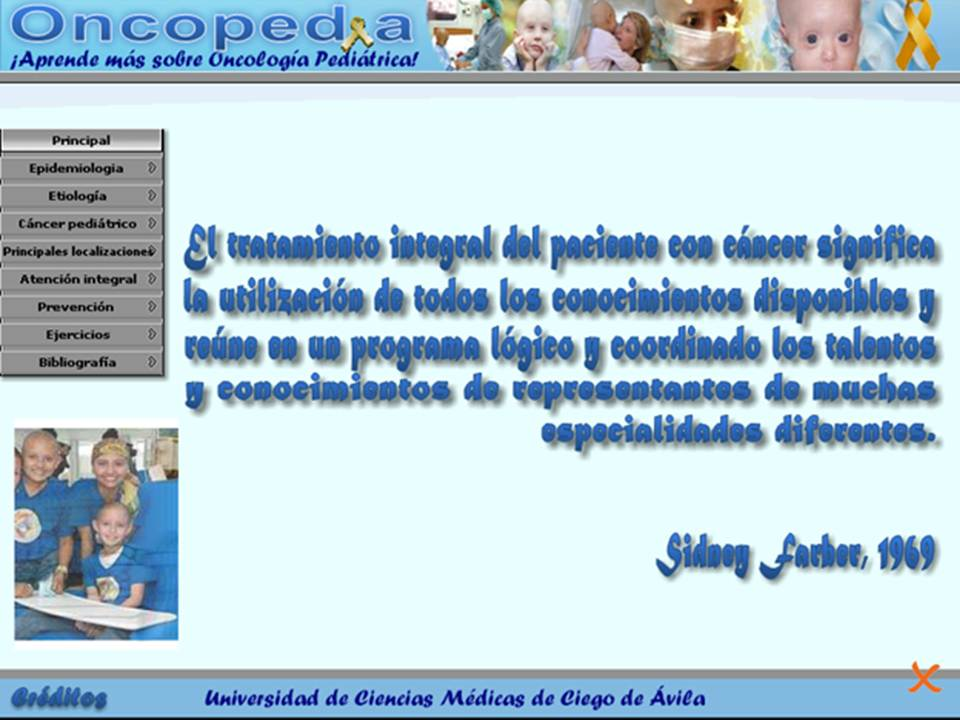 Oncopedia
¡Aprende más sobre Oncología Pediátrica!
Principal
Epidemiologia
Etiología
Cáncer pediátrico
Principales localizaciones
Atención integral
Prevención
Ejercicios
Bibliografía
El tratamiento integral del paciente con cáncer significa
la utilización de todos los conocimientos disponibles y
reúne en un programa lógico y coordinado los talentos
y conocimientos de representantes de muchas
especialidades diferentes.
Sidney Farber, 1969
Créditos
Universidad de Ciencias Médicas de Ciego de Ávila